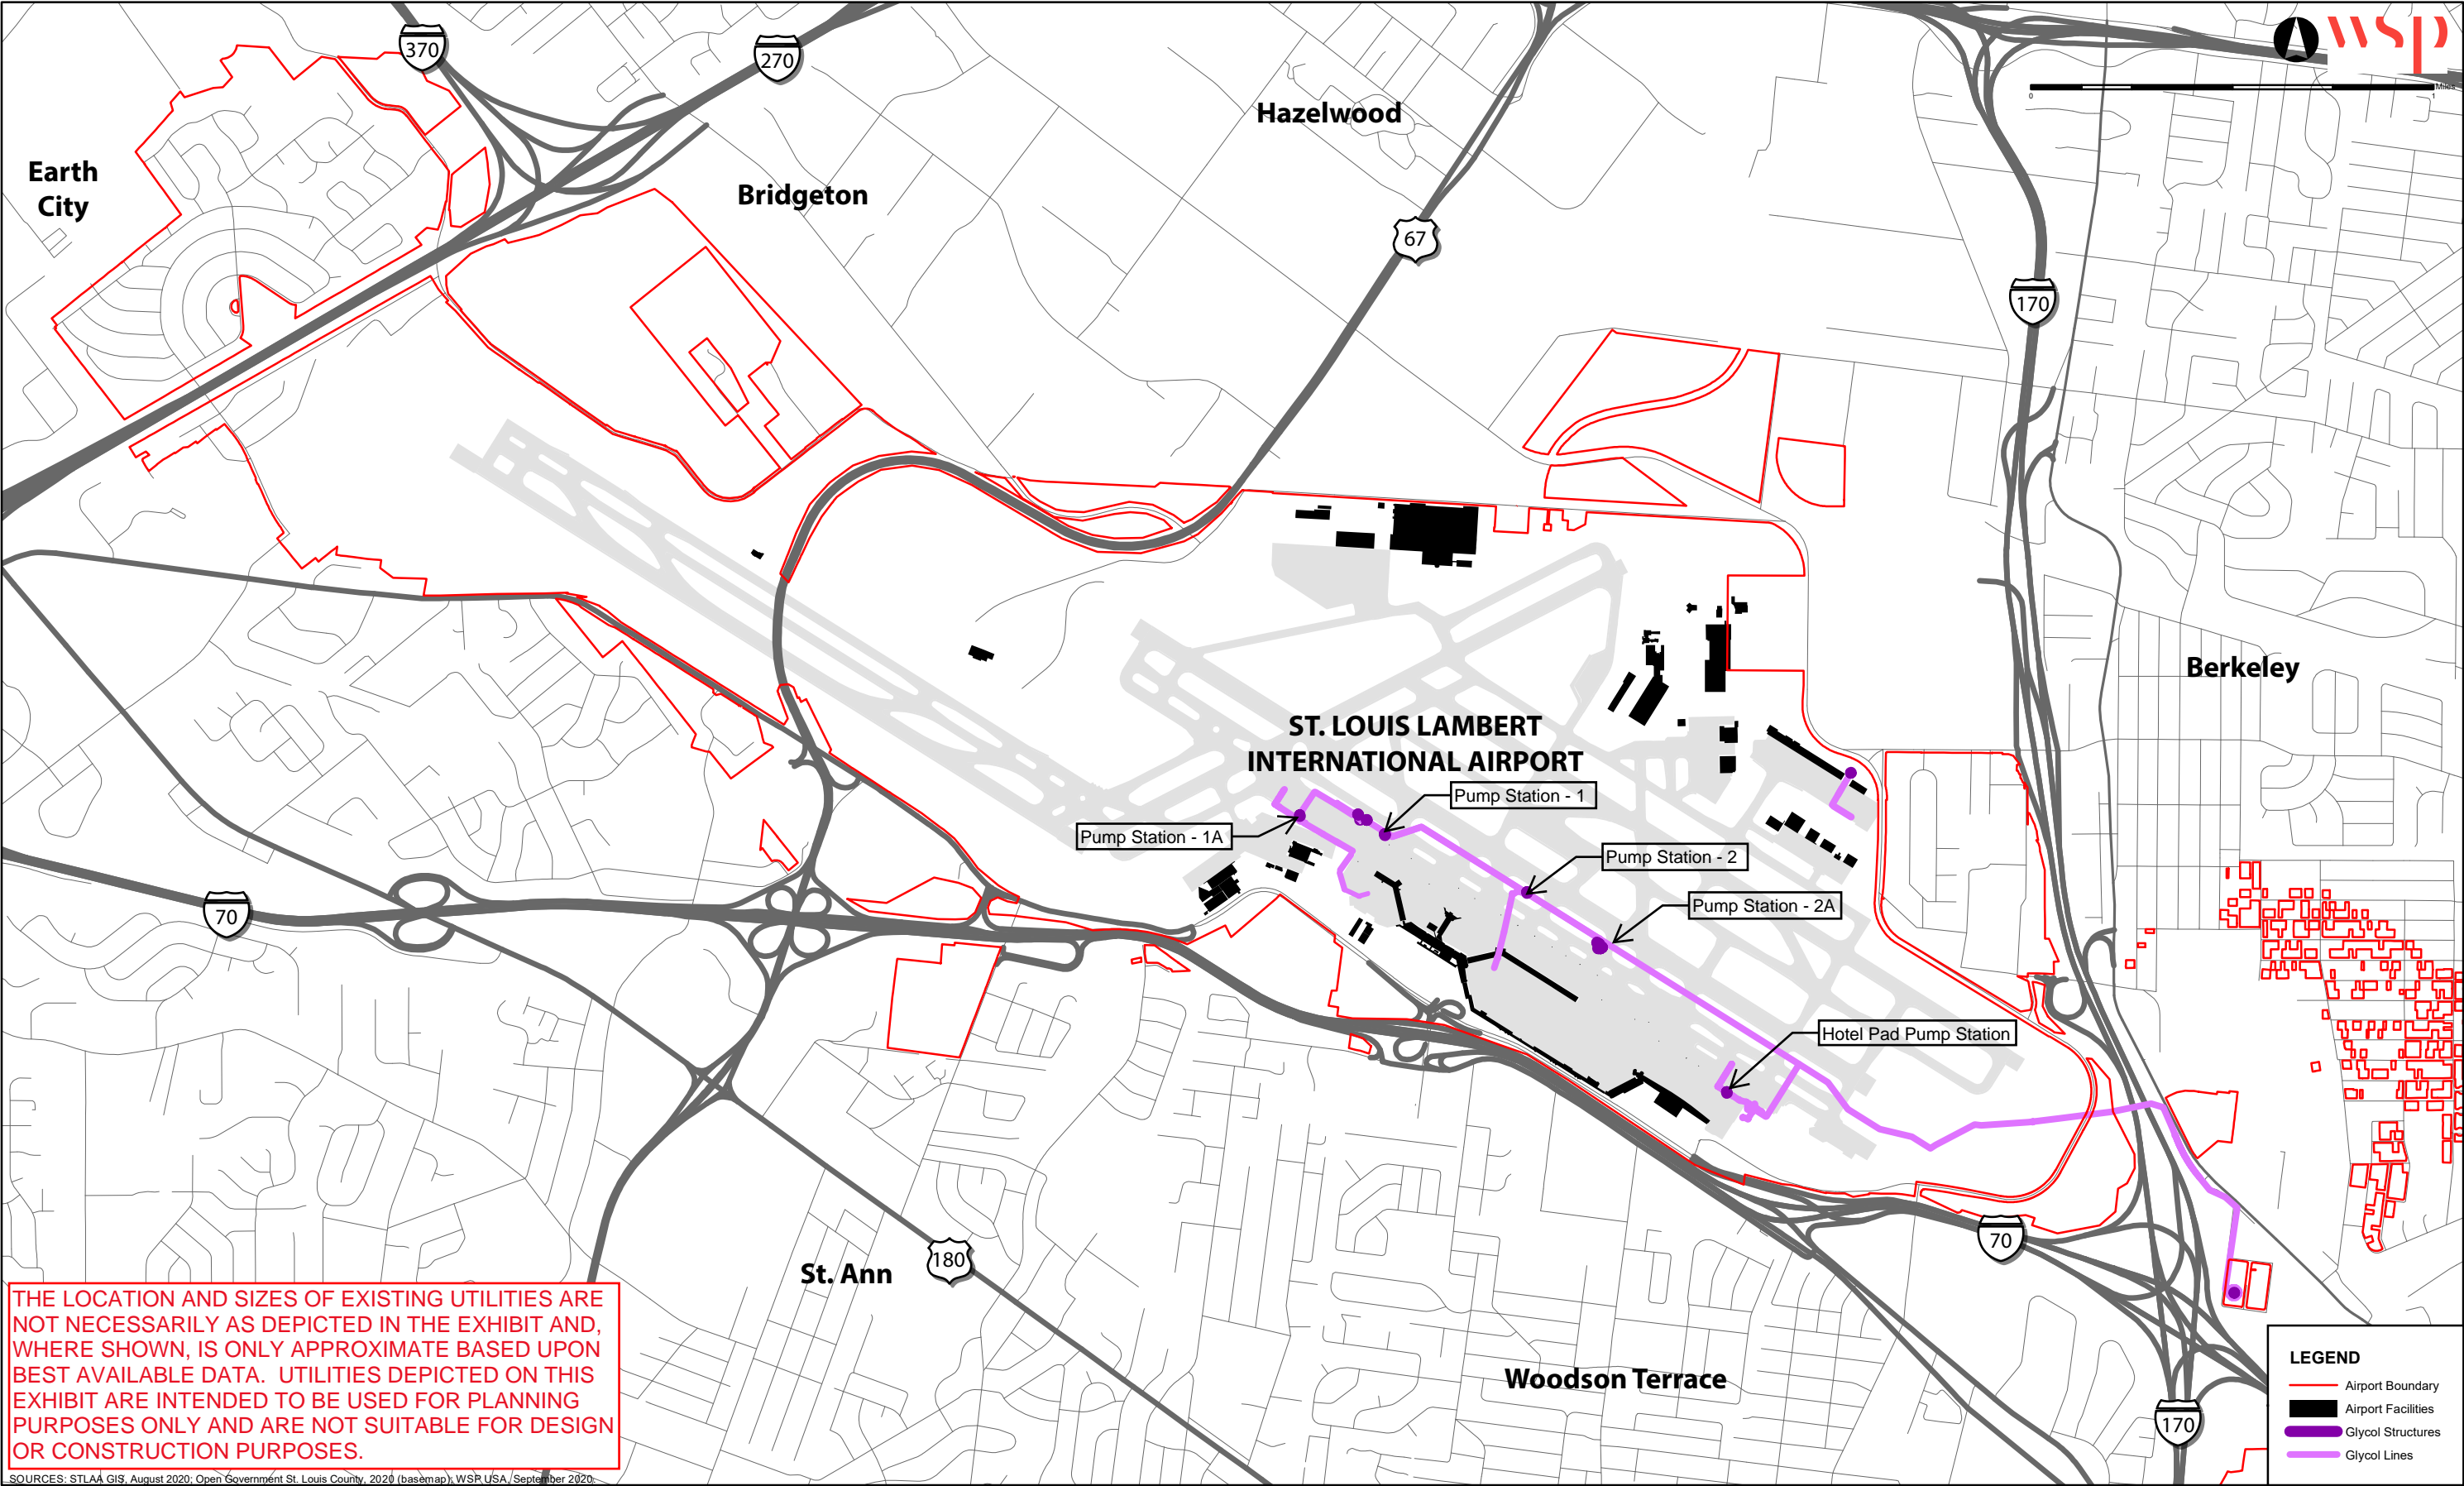 370
270
wsp
Miles
0
1
Hazelwood
Earth
City
Bridgeton
67
170
Berkeley
ST. LOUIS LAMBERT
INTERNATIONAL AIRPORT
Pump Station - 1
Pump Station - 1A
Pump Station - 2
Pump Station - 2A
70
Hotel Pad Pump Station
70
St. Ann
180
Woodson Terrace
170
THE LOCATION AND SIZES OF EXISTING UTILITIES ARE
NOT NECESSARILY AS DEPICTED IN THE EXHIBIT AND,
WHERE SHOWN, IS ONLY APPROXIMATE BASED UPON
BEST AVAILABLE DATA.  UTILITIES DEPICTED ON THIS
EXHIBIT ARE INTENDED TO BE USED FOR PLANNING
PURPOSES ONLY AND ARE NOT SUITABLE FOR DESIGN
OR CONSTRUCTION PURPOSES.
SOURCES: STLAA GIS, August 2020; Open Government St. Louis County, 2020 (basemap); WSP USA, September 2020.
LEGEND
Airport Boundary
Airport Facilities
Glycol Structures
Glycol Lines